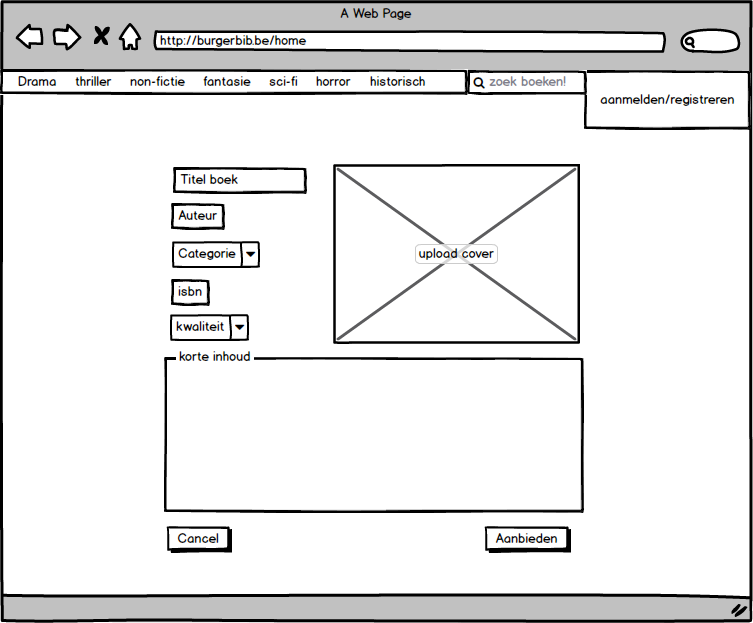 A Web Page
http://burgerbib.be/home
Drama thriller non-fictie fantasie sci-fi horror historisch
zoek boeken!
aanmelden/registreren
Titel boek
Auteur
Categorie
isbn
kwaliteit
upload cover
korte inhoud
Cancel
Aanbieden